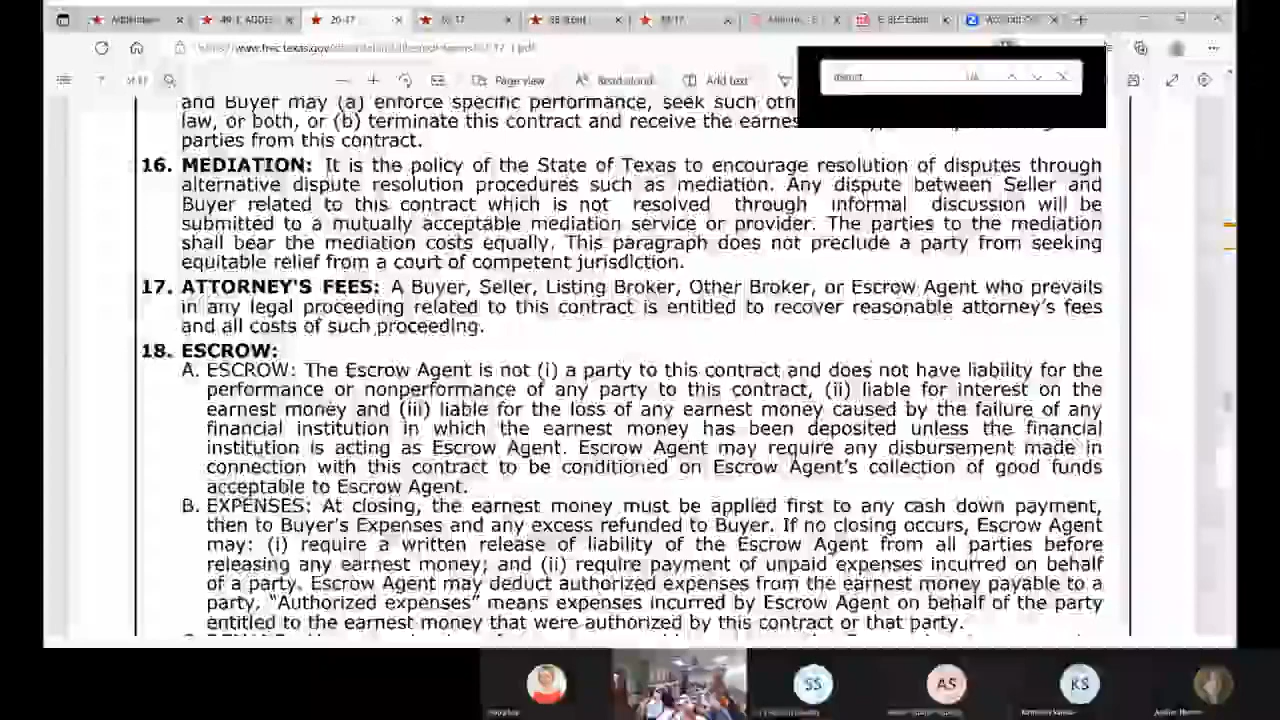 20-17
www.trec.texas.gov
Page view
Read aloud
Add text
and Buyer may (a) enforce specific performance, seek such oth
law, or both, or (b) terminate this contract and receive the earnes
parties from this contract.
16. MEDIATION: It is the policy of the State of Texas to encourage resolution of disputes through
alternative dispute resolution procedures such as mediation. Any dispute between Seller and
Buyer related to this contract which is not resolved through informal discussion will be
submitted to a mutually acceptable mediation service or provider. The parties to the mediation
shall bear the mediation costs equally. This paragraph does not preclude a party from seeking
equitable relief from a court of competent jurisdiction.
17. ATTORNEY'S FEES: A Buyer, Seller, Listing Broker, Other Broker, or Escrow Agent who prevails
in any legal proceeding related to this contract is entitled to recover reasonable attorney's fees
and all costs of such proceeding.
18. ESCROW:
A. ESCROW: The Escrow Agent is not (i) a party to this contract and does not have liability for the
performance or nonperformance of any party to this contract, (ii) liable for interest on the
earnest money and (iii) liable for the loss of any earnest money caused by the failure of any
financial institution in which the earnest money has been deposited unless the financial
institution is acting as Escrow Agent. Escrow Agent may require any disbursement made in
connection with this contract to be conditioned on Escrow Agent's collection of good funds
acceptable to Escrow Agent.
B. EXPENSES: At closing, the earnest money must be applied first to any cash down payment,
then to Buyer's Expenses and any excess refunded to Buyer. If no closing occurs, Escrow Agent
may: (i) require a written release of liability of the Escrow Agent from all parties before
releasing any earnest money; and (ii) require payment of unpaid expenses incurred on behalf
of a party. Escrow Agent may deduct authorized expenses from the earnest money payable to a
party. "Authorized expenses" means expenses incurred by Escrow Agent on behalf of the party
entitled to the earnest money that were authorized by this contract or that party.
SS
AS
KS